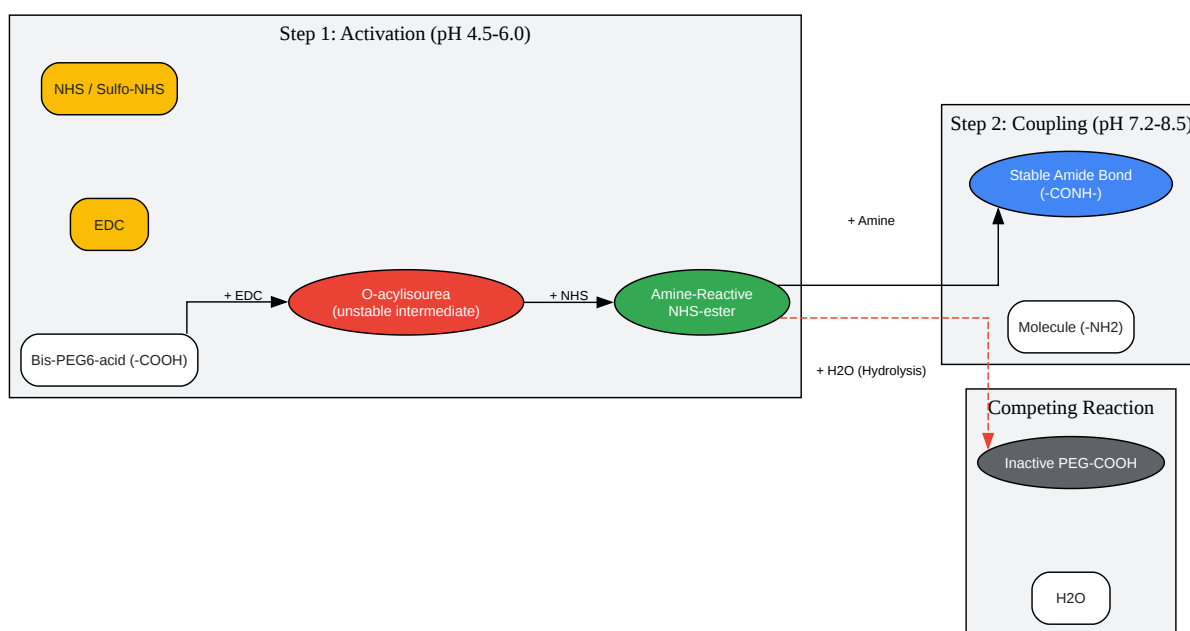 Step 1: Activation (pH 4.5-6.0)
NHS / Sulfo-NHS
EDC
Bis-PEG6-acid (-COOH)
+ EDC
O-acylisourea
(unstable intermediate)
+ NHS
Amine-Reactive
NHS-ester
+ Amine
+ H2O (Hydrolysis)
Step 2: Coupling (pH 7.2-8.5)
Stable Amide Bond
(-CONH-)
Molecule (-NH2)
Competing Reaction
Inactive PEG-COOH
H2O